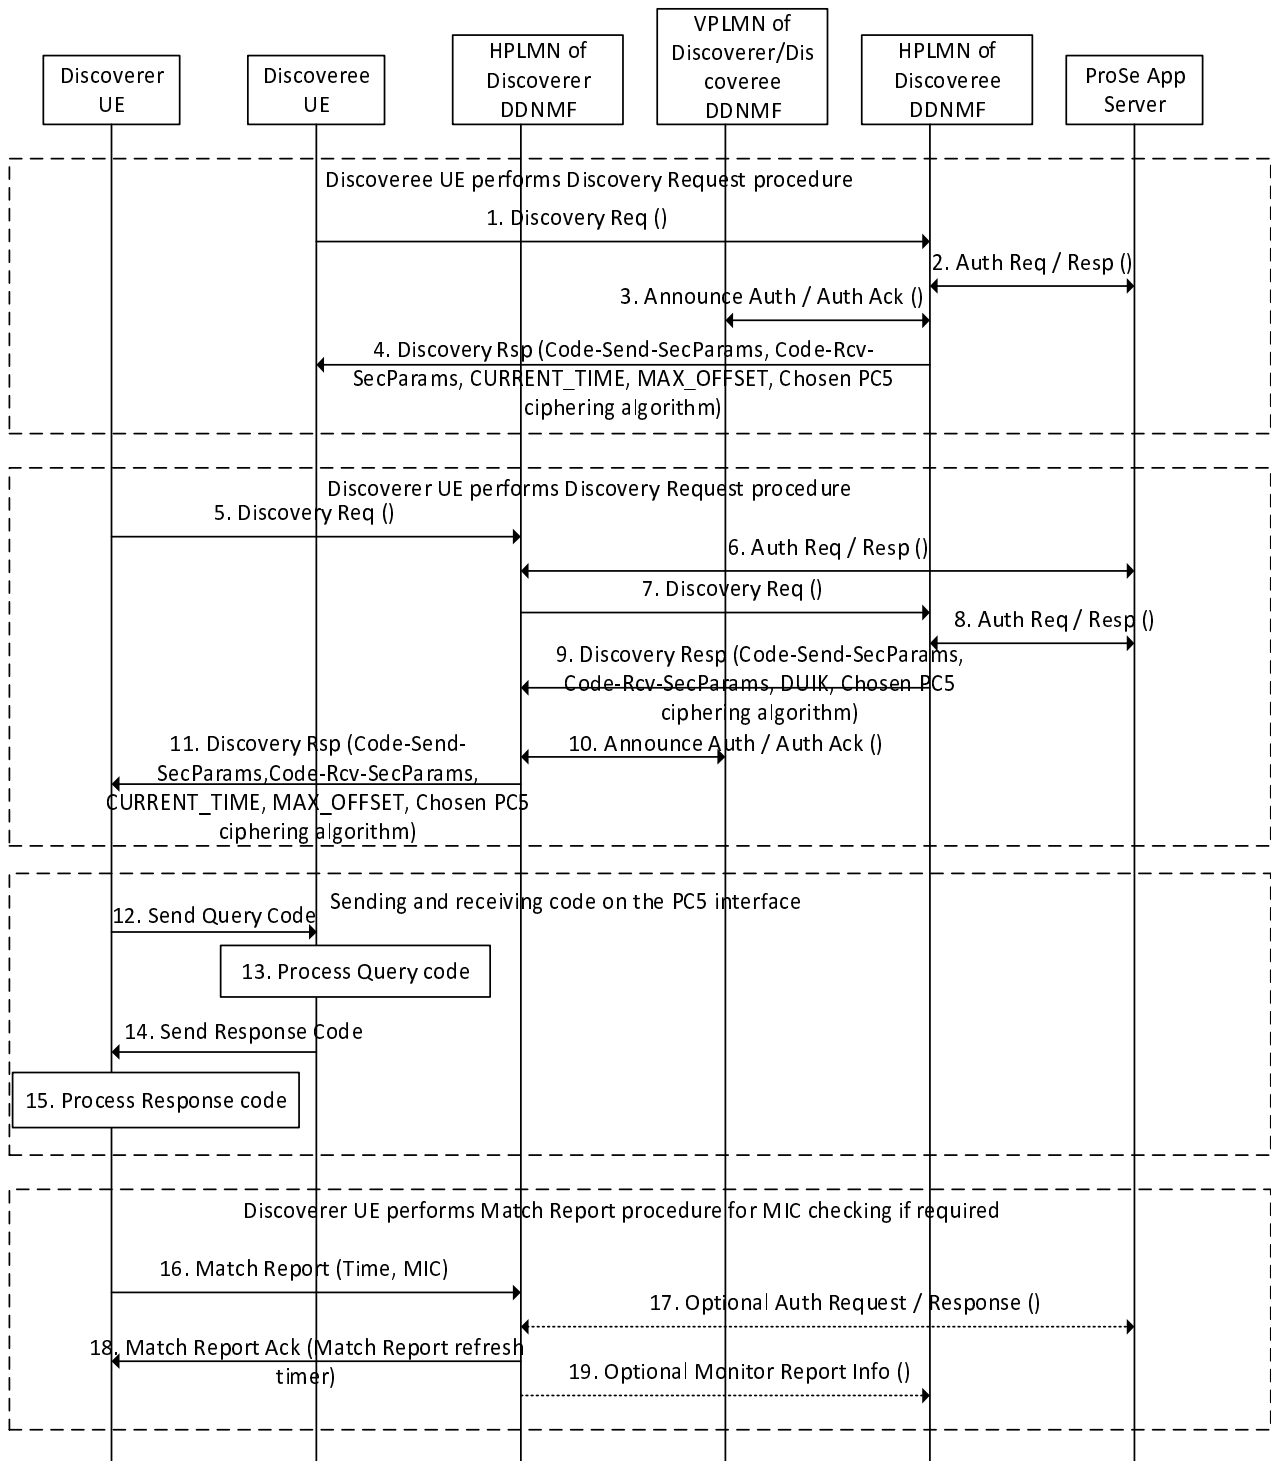 Discoverer
UE
Discoveree
UE
HPLMN of
Discoverer
DDNMF
VPLMN of
Discoverer/Dis
coveree
DDNMF
HPLMN of
Discoveree
DDNMF
ProSe App
Server
Discoveree UE performs Discovery Request procedure
1. Discovery Req ()
2. Auth Req / Resp ()
3. Announce Auth / Auth Ack ()
4. Discovery Rsp (Code-Send-SecParams, Code-Rcv-
SecParams, CURRENT_TIME, MAX_OFFSET, Chosen PC5
ciphering algorithm)
Discoverer UE performs Discovery Request procedure
5. Discovery Req ()
6. Auth Req / Resp ()
7. Discovery Req ()
8. Auth Req / Resp ()
9. Discovery Resp (Code-Send-SecParams,
Code-Rcv-SecParams, DUIK, Chosen PC5
ciphering algorithm)
10. Announce Auth / Auth Ack ()
11. Discovery Rsp (Code-Send-
SecParams,Code-Rcv-SecParams,
CURRENT_TIME, MAX_OFFSET, Chosen PC5
ciphering algorithm)
Sending and receiving code on the PC5 interface
12. Send Query Code
13. Process Query code
14. Send Response Code
15. Process Response code
Discoverer UE performs Match Report procedure for MIC checking if required
16. Match Report (Time, MIC)
17. Optional Auth Request / Response ()
18. Match Report Ack (Match Report refresh
timer)
19. Optional Monitor Report Info ()